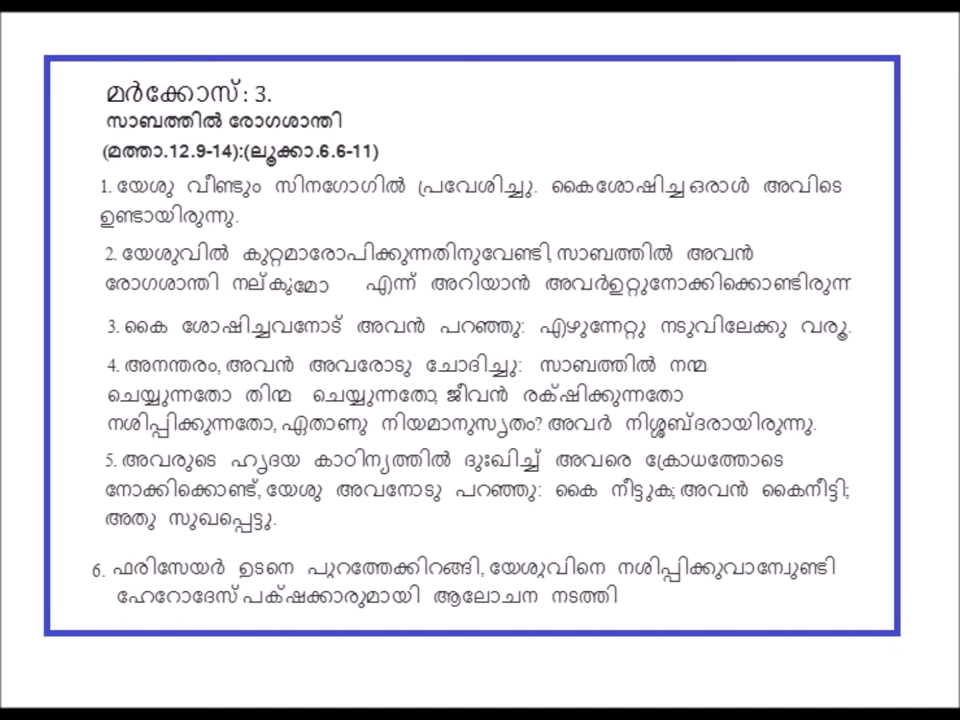 മർക്കോസ്: 3.
സാബത്തിൽ രോഗശാന്തി
(മത്താ.12.9-14):(ലൂക്കാ.6.6-11)
1. യേശു വീണ്ടും സിനഗോഗിൽ പ്രവേശിച്ചു. കൈശോഷിച്ച ഒരാൾ അവിടെ
ഉണ്ടായിരുന്നു.
2. യേശുവിൽ കുറ്റമാരോപിക്കുന്നതിനുവേണ്ടി, സാബത്തിൽ അവൻ
രോഗശാന്തി നല്കുമോ എന്ന് അറിയാൻ അവർഉറ്റുനോക്കിക്കൊണ്ടിരുന്ന
3. കൈ ശോഷിച്ചവനോട് അവൻ പറഞ്ഞു: എഴുന്നേറ്റു നടുവിലേക്കു വരൂ.
4. അനന്തരം, അവൻ അവരോടു ചോദിച്ചു: സാബത്തിൽ നന്മ
ചെയ്യുന്നതോ തിന്മ ചെയ്യുന്നതോ, ജീവൻ രക്ഷിക്കുന്നതോ
നശിപ്പിക്കുന്നതോ, ഏതാണു നിയമാനുസൃതം? അവർ നിശ്ശബ്ദരായിരുന്നു.
5. അവരുടെ ഹൃദയ കാഠിന്യത്തിൽ ദുഃഖിച്ച് അവരെ ക്രോധത്തോടെ
നോക്കിക്കൊണ്ട്, യേശു അവനോടു പറഞ്ഞു: കൈ നീട്ടുക; അവൻ കൈനീട്ടി;
അതു സുഖപ്പെട്ടു.
6. ഫരിസേയർ ഉടനെ പുറത്തേക്കിറങ്ങി, യേശുവിനെ നശിപ്പിക്കുവാന്വേുണ്ടി
ഹേറോദേസ് പക്ഷക്കാരുമായി ആലോചന നടത്തി